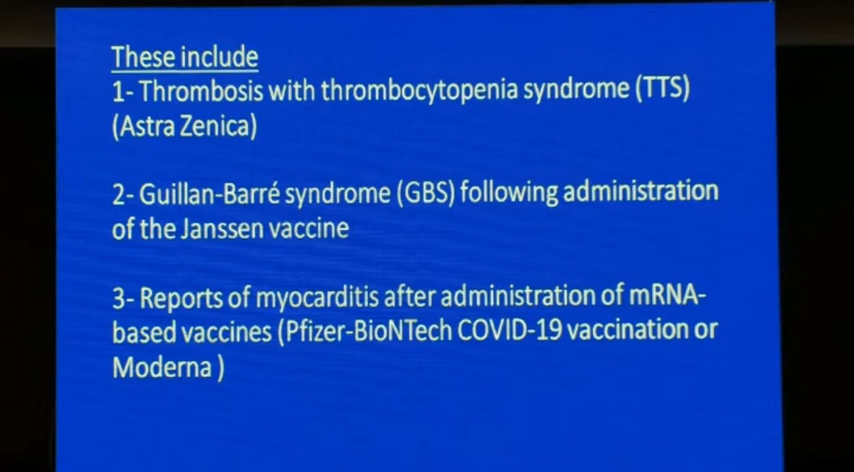 These include
1- Thrombosis with thrombocytopenia syndrome (TTS)
(Astra Zenica)
2- Guillan-Barré syndrome (GBS) following administration
of the Janssen vaccine
3- Reports of myocarditis after administration of mRNA-
based vaccines (Pfizer-BioNTech COVID-19 vaccination or
Moderna )